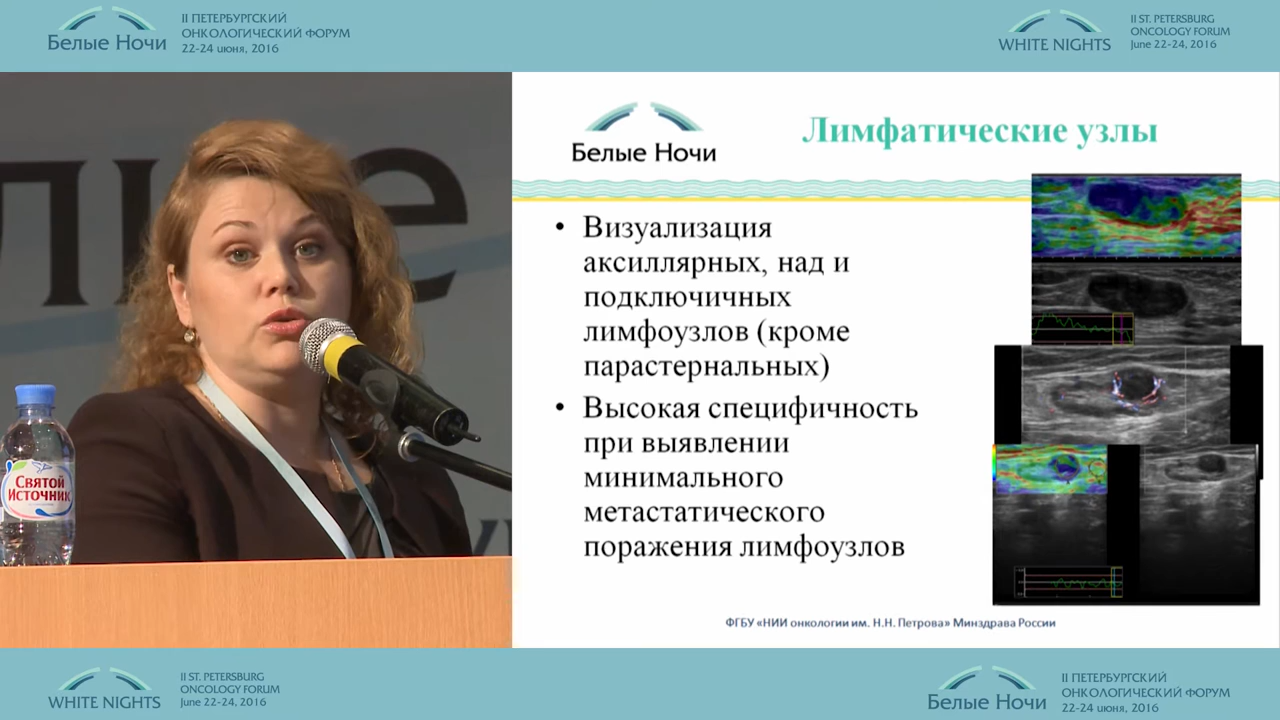 Белые Ночи
II ПЕТЕРБУРГСКИЙ
ОНКОЛОГИЧЕСКИЙ ФОРУМ
22-24 июня, 2016
WHITE NIGHTS
II ST. PETERSBURG
ONCOLOGY FORUM
June 22-24, 2016
Святой
Источник
Белые Ночи
Лимфатические узлы
• Визуализация
аксиллярных, над и
подключичных
лимфоузлов (кроме
парастернальных)
• Высокая специфичность
при выявлении
минимального
метастатического
поражения лимфоузлов
ФГБУ «НИИ онкологии им. Н.Н. Петрова» Минздрава России
WHITE NIGHTS
II ST. PETERSBURG
ONCOLOGY FORUM
June 22-24, 2016
Белые Ночи
II ПЕТЕРБУРГСКИЙ
ОНКОЛОГИЧЕСКИЙ ФОРУМ
22-24 июня, 2016